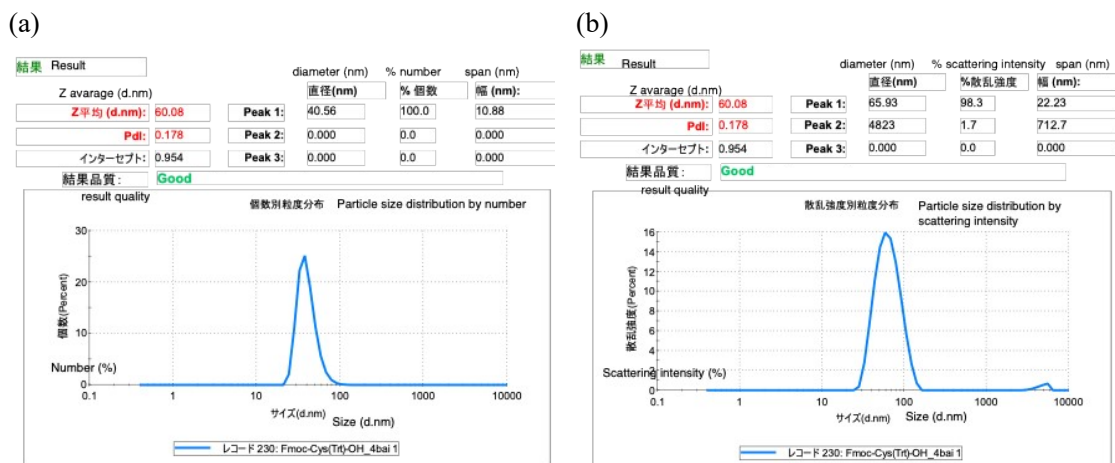 (a)
結果 Result
diameter (nm) % number span (nm)
直径(nm) % 個数 幅 (nm):
Z avarage (d.nm)
Z平均 (d.nm): 60.08 Peak 1: 40.56 100.0 10.88
PdI: 0.178 Peak 2: 0.000 0.0 0.000
インターセプト: 0.954 Peak 3: 0.000 0.0 0.000
結果品質: Good
result quality
個数別粒度分布 Particle size distribution by number
30
20
10
0
個数(Percent)
Number (%)
0.1 1 10 100 1000 10000
サイズ(d.nm) Size (d.nm)
レコード 230: Fmoc-Cys(Trt)-OH_4bai 1
(b)
結果 Result
diameter (nm) % scattering intensity span (nm)
直径(nm) %散乱強度 幅 (nm):
Z avarage (d.nm)
Z平均 (d.nm): 60.08 Peak 1: 65.93 98.3 22.23
PdI: 0.178 Peak 2: 4823 1.7 712.7
インターセプト: 0.954 Peak 3: 0.000 0.0 0.000
結果品質: Good
result quality
散乱強度別粒度分布 Particle size distribution by
scattering intensity
16
14
12
10
8
6
4
2
0
散乱強度(Percent)
Scattering intensity (%)
0.1 1 10 100 1000 10000
サイズ(d.nm) Size (d.nm)
レコード 230: Fmoc-Cys(Trt)-OH_4bai 1